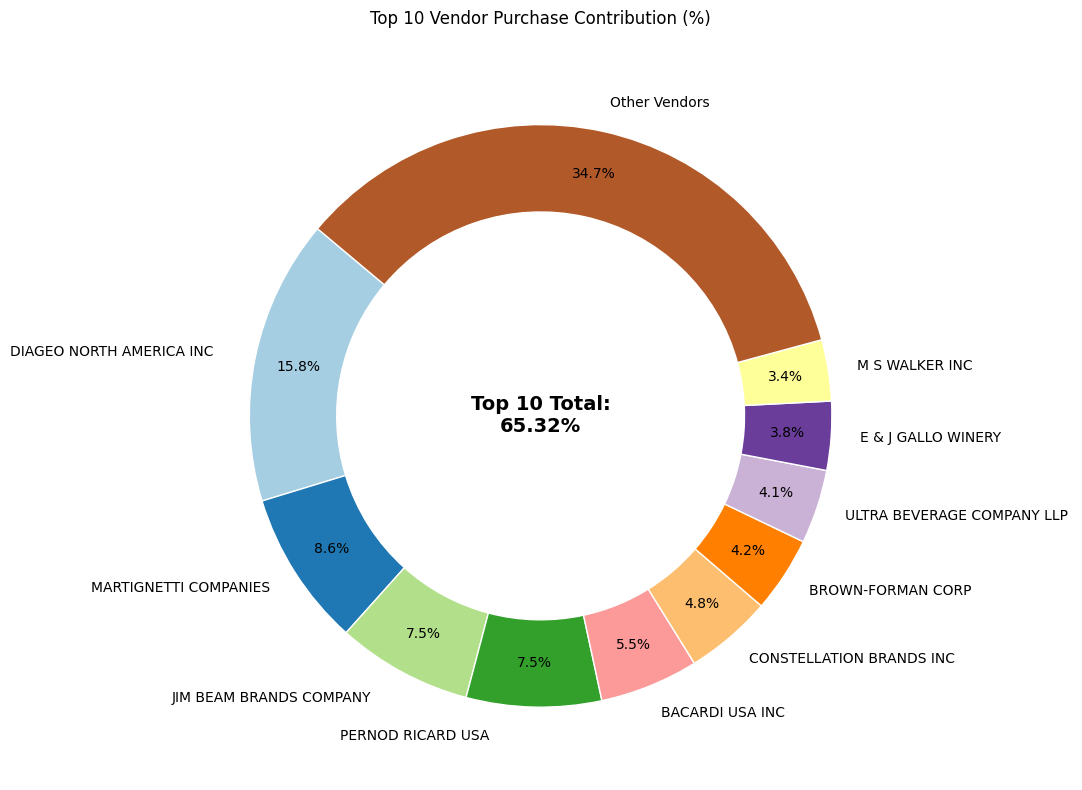 Top 10 Vendor Purchase Contribution (%)
Other Vendors
34.7%
DIAGEO NORTH AMERICA INC
15.8%
M S WALKER INC
3.4%
Top 10 Total:
65.32%
E & J GALLO WINERY
3.8%
ULTRA BEVERAGE COMPANY LLP
4.1%
MARTIGNETTI COMPANIES
8.6%
BROWN-FORMAN CORP
4.2%
CONSTELLATION BRANDS INC
4.8%
JIM BEAM BRANDS COMPANY
7.5%
PERNOD RICARD USA
7.5%
BACARDI USA INC
5.5%